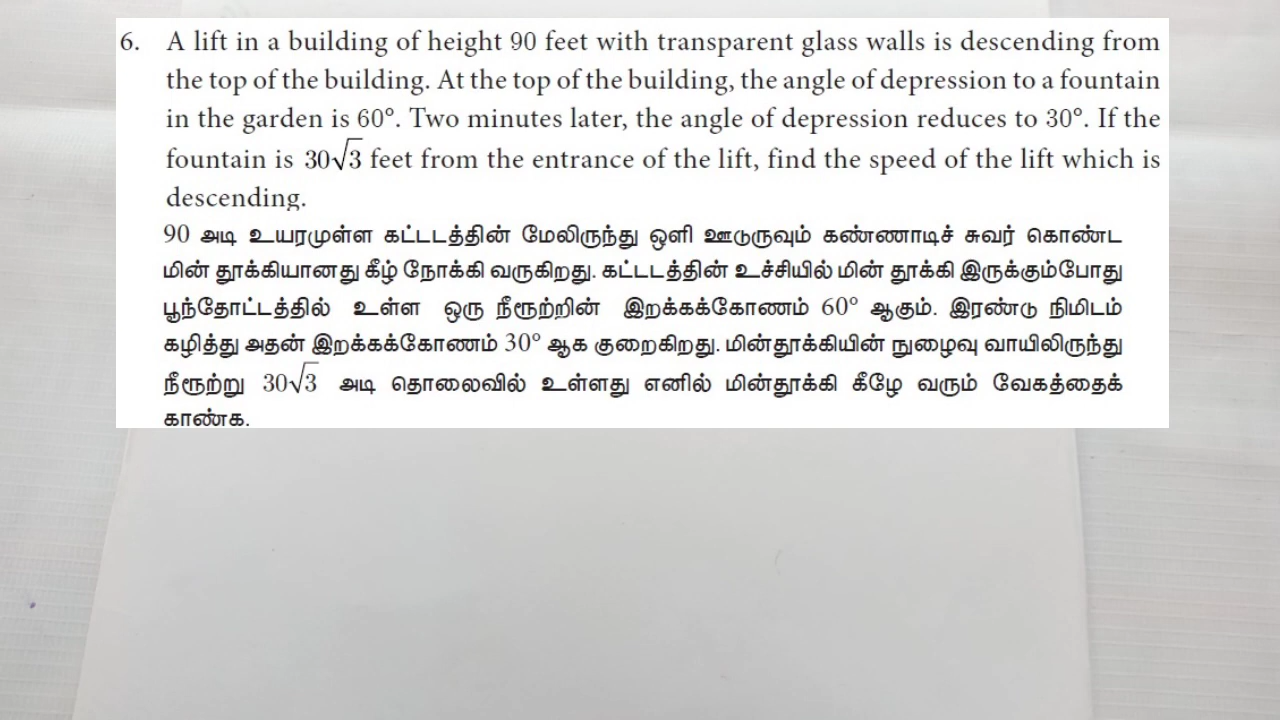 6. A lift in a building of height 90 feet with transparent glass walls is descending from
the top of the building. At the top of the building, the angle of depression to a fountain
in the garden is 60°. Two minutes later, the angle of depression reduces to 30°. If the
fountain is 30√3 feet from the entrance of the lift, find the speed of the lift which is
descending.
90 அடி உயரமுள்ள கட்டடத்தின் மேலிருந்து ஒளி ஊடுருவும் கண்ணாடிச் சுவர் கொண்ட
மின் தூக்கியானது கீழ் நோக்கி வருகிறது. கட்டடத்தின் உச்சியில் மின் தூக்கி இருக்கும்போது
பூந்தோட்டத்தில் உள்ள ஒரு நீரூற்றின் இறக்கக்கோணம் 60° ஆகும். இரண்டு நிமிடம்
கழித்து அதன் இறக்கக்கோணம் 30° ஆக குறைகிறது. மின்தூக்கியின் நுழைவு வாயிலிருந்து
நீரூற்று 30√3 அடி தொலைவில் உள்ளது எனில் மின்தூக்கி கீழே வரும் வேகத்தைக்
காண்க.